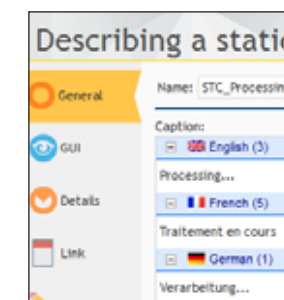 Describing a stati
General
Name: STC_Processin
Caption:
English (3)
GUI
Processing...
French (5)
Details
Traitement en cours
German (1)
Link
Verarbeitung...